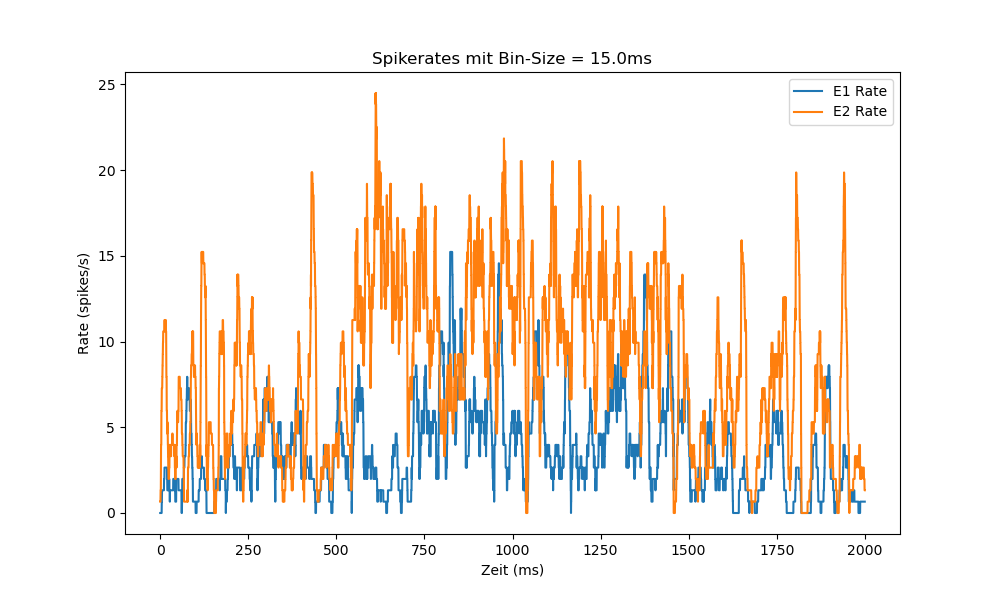 Spikerates mit Bin-Size = 15.0ms
E1 Rate
E2 Rate
25
20
15
10
5
0
Rate (spikes/s)
0 250 500 750 1000 1250 1500 1750 2000
Zeit (ms)